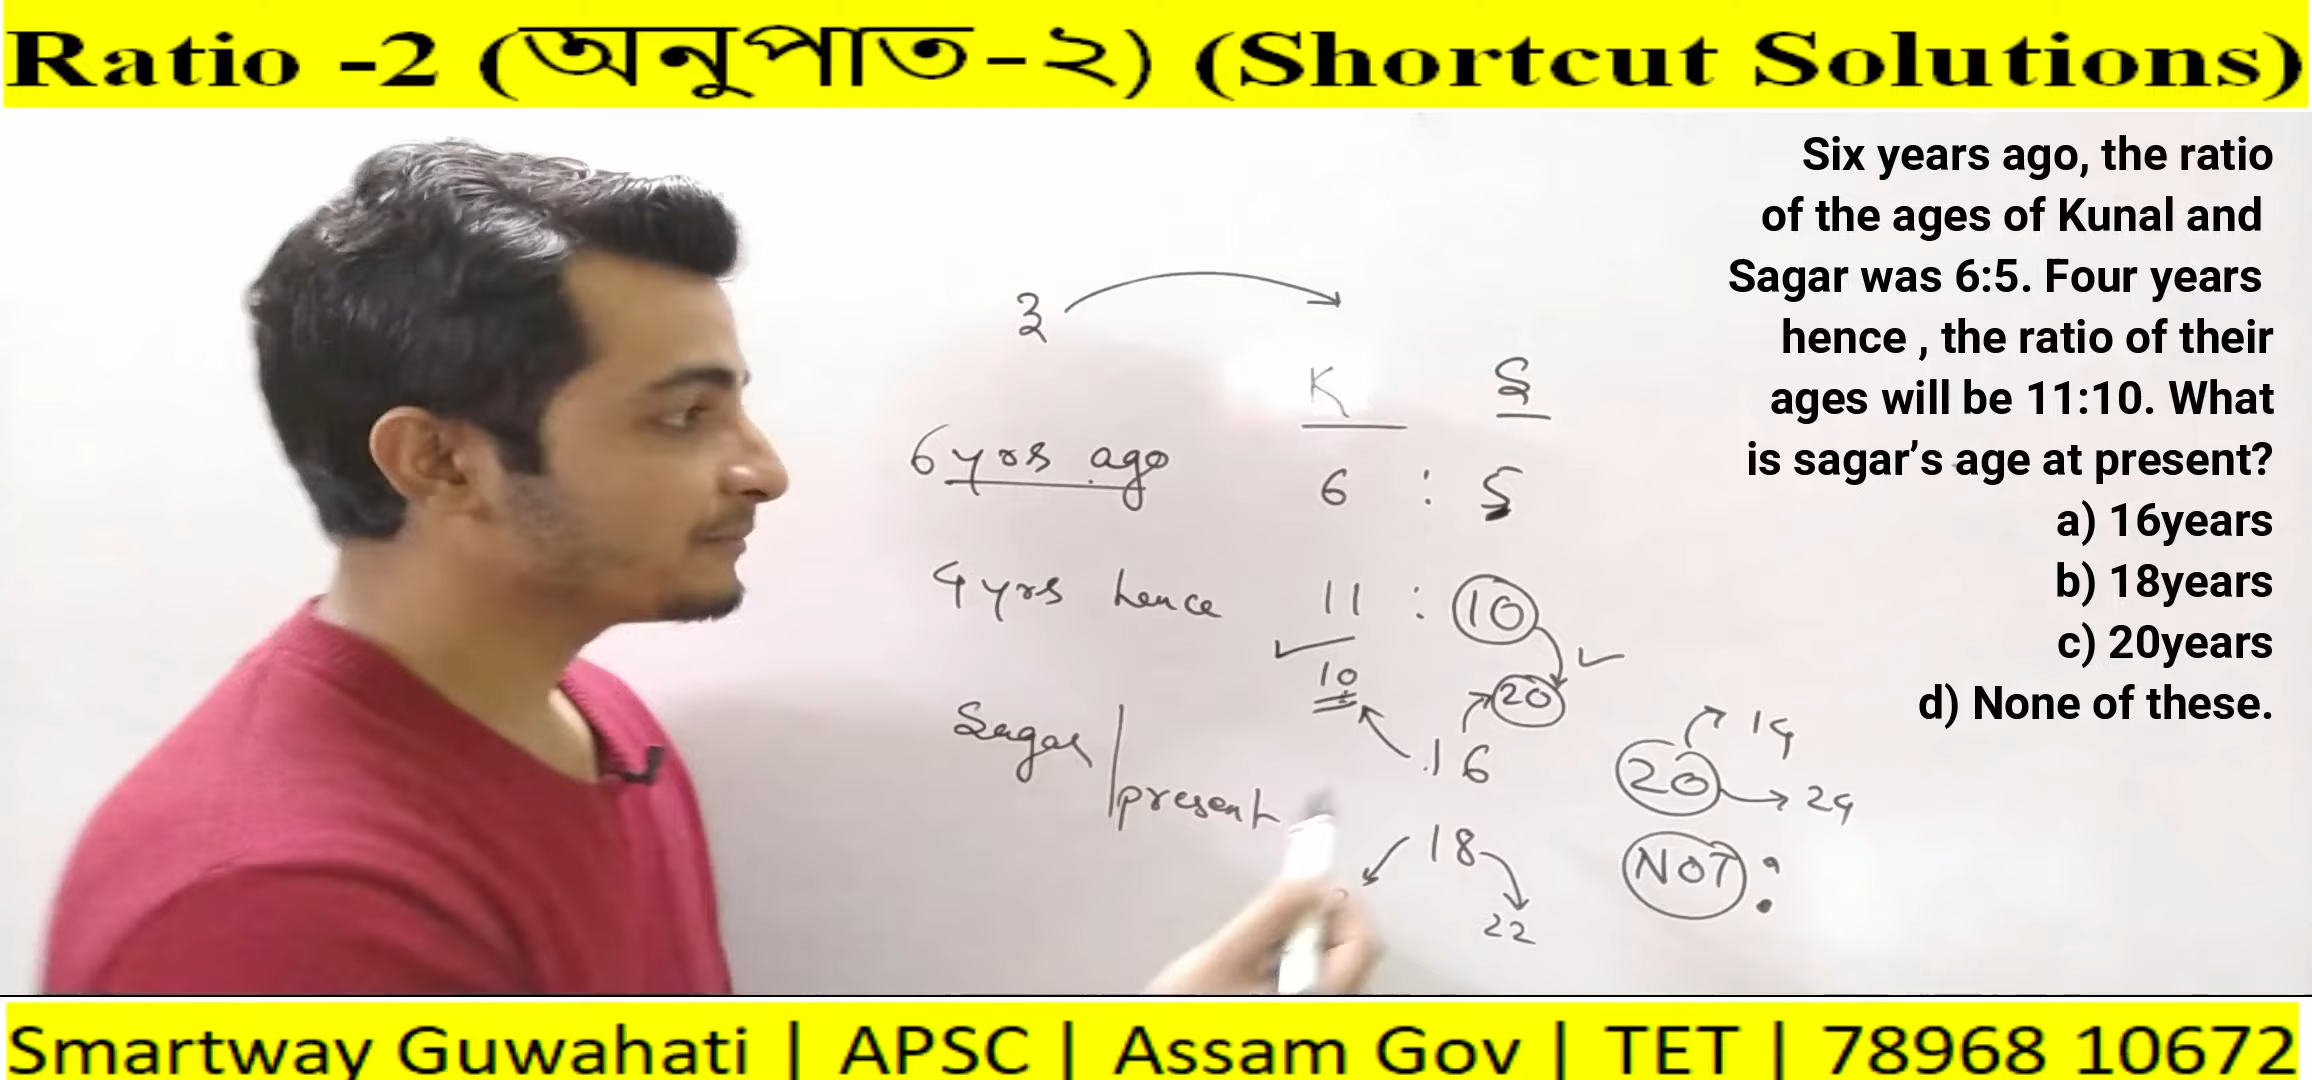 Ratio -2 (অনুপাত-২) (Shortcut Solutions)
Six years ago, the ratio
of the ages of Kunal and
Sagar was 6:5. Four years
hence , the ratio of their
ages will be 11:10. What
is sagar’s age at present?
a) 16years
b) 18years
c) 20years
d) None of these.
K S
6 yrs ago 6 : 5
4 yrs hence 11 : 10
10 20
Sagar / present 16
18
22
20 14
24
NOT :
Smartway Guwahati | APSC | Assam Gov | TET | 78968 10672